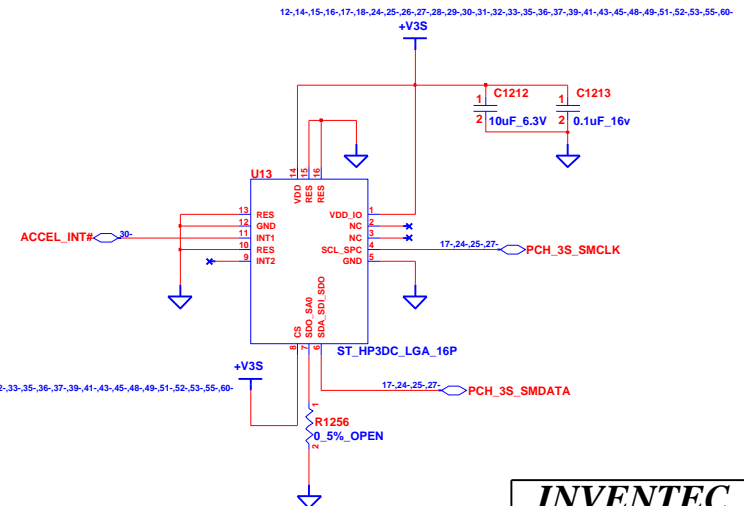 12-,14-,15-,16-,17-,18-,24-,25-,26-,27-,28-,29-,30-,31-,32-,33-,35-,36-,37-,39-,41-,43-,45-,48-,49-,51-,52-,53-,55-,60-
+V3S
C1212
1
2
10uF_6.3V
C1213
1
2
0.1uF_16v
U13
14
15
16
VDD
RES
RES
13
RES
VDD_IO
1
12
GND
NC
2
ACCEL_INT#
30-
11
INT1
NC
3
10
RES
SCL_SPC
4
17-,24-,25-,27-
PCH_3S_SMCLK
9
INT2
GND
5
CS
SDO_SA0
SDA_SDI_SDO
8
7
6
ST_HP3DC_LGA_16P
+V3S
2-,33-,35-,36-,37-,39-,41-,43-,45-,48-,49-,51-,52-,53-,55-,60-
17-,24-,25-,27-
PCH_3S_SMDATA
1
R1256
0_5%_OPEN
2
INVENTEC